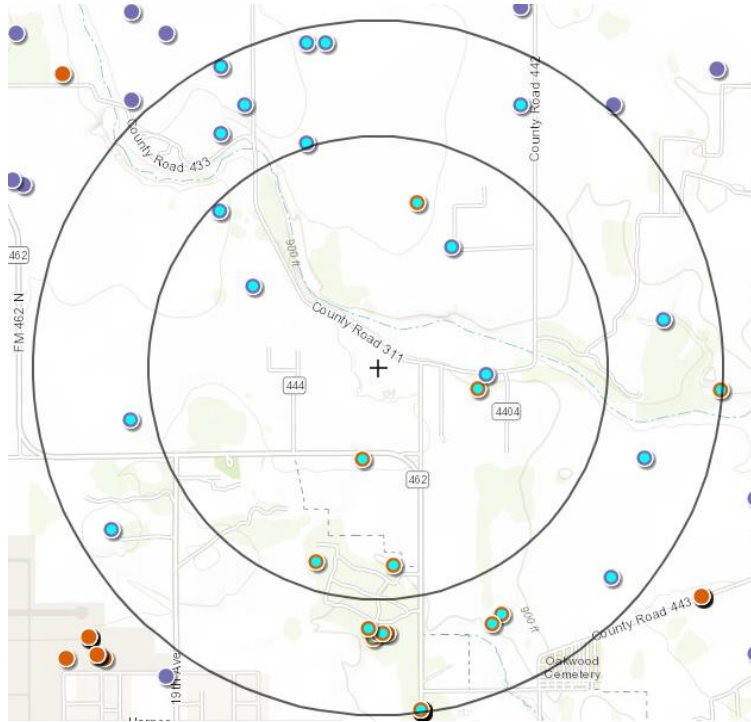 County Road 442
County Road 433
462
FM 462 N
900 ft
County Road 311
444
4404
462
900 ft
County Road 443
Oakwood
Cemetery
19th Ave